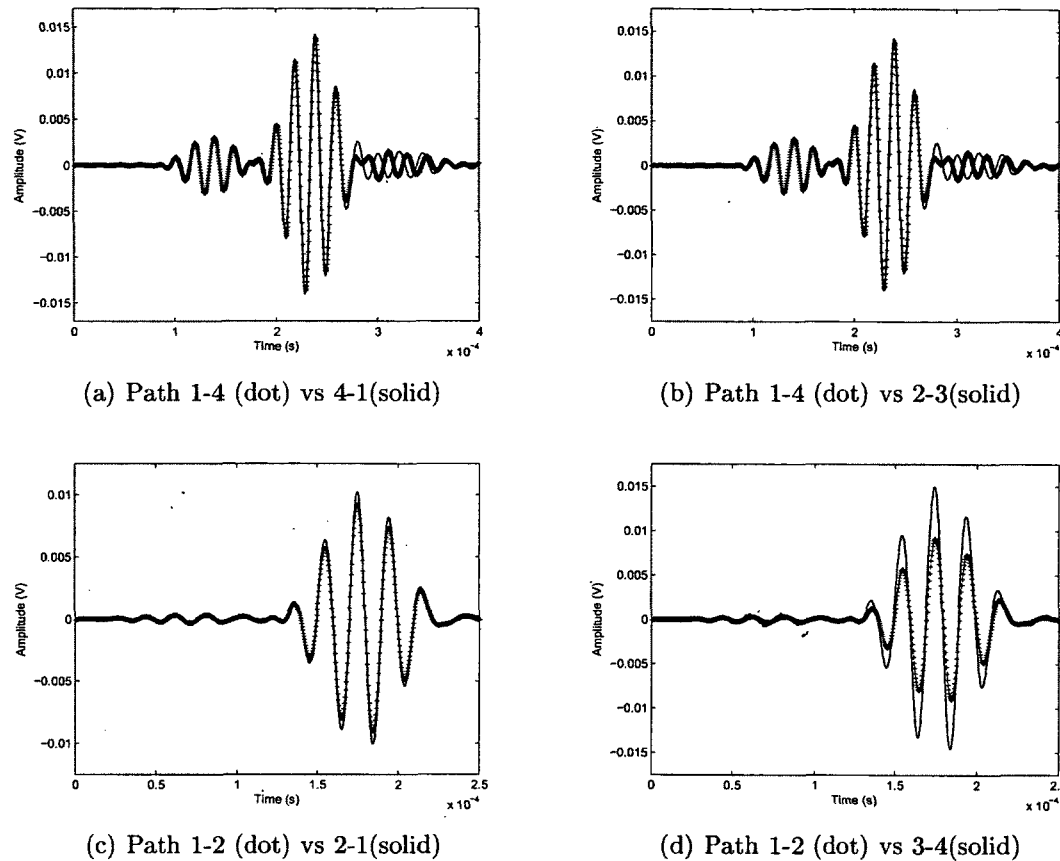 0.015
0.01
0.005
0
−0.005
−0.01
−0.015
Amplitude (V)
0 1 2 3 4
Time (s)
x 10⁻⁴
(a) Path 1-4 (dot) vs 4-1(solid)
0.015
0.01
0.005
0
−0.005
−0.01
−0.015
Amplitude (V)
0 1 2 3 4
Time (s)
x 10⁻⁴
(b) Path 1-4 (dot) vs 2-3(solid)
0.01
0.005
0
−0.005
−0.01
Amplitude (V)
0 0.5 1 1.5 2 2.5
Time (s)
x 10⁻⁴
(c) Path 1-2 (dot) vs 2-1(solid)
0.015
0.01
0.005
0
−0.005
−0.01
−0.015
Amplitude (V)
0 0.5 1 1.5 2 2.5
Time (s)
x 10⁻⁴
(d) Path 1-2 (dot) vs 3-4(solid)